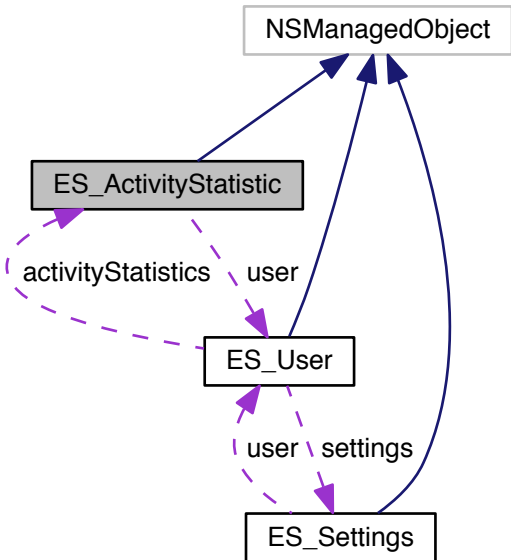 NSManagedObject
ES_ActivityStatistic
activityStatistics
user
ES_User
user
settings
ES_Settings